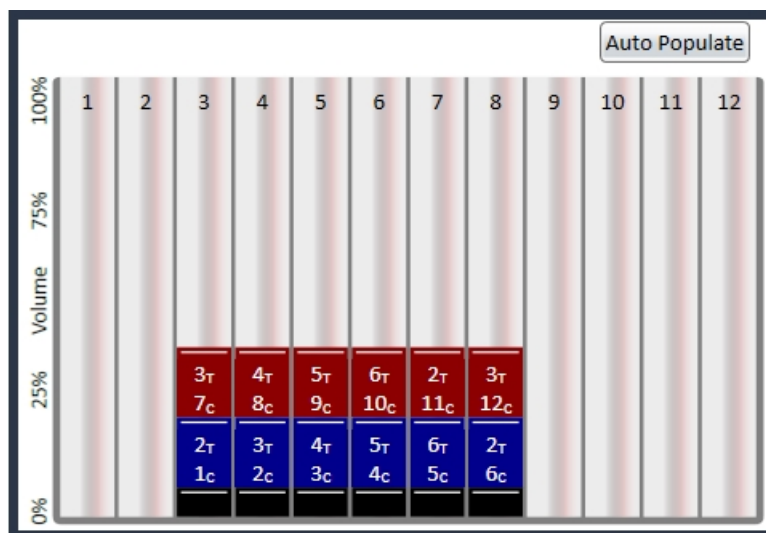 Auto Populate
100%
75%
Volume
25%
0%
1 2 3 4 5 6 7 8 9 10 11 12
3T 4T 5T 6T 2T 3T
7C 8C 9C 10C 11C 12C
2T 3T 4T 5T 6T 2T
1C 2C 3C 4C 5C 6C